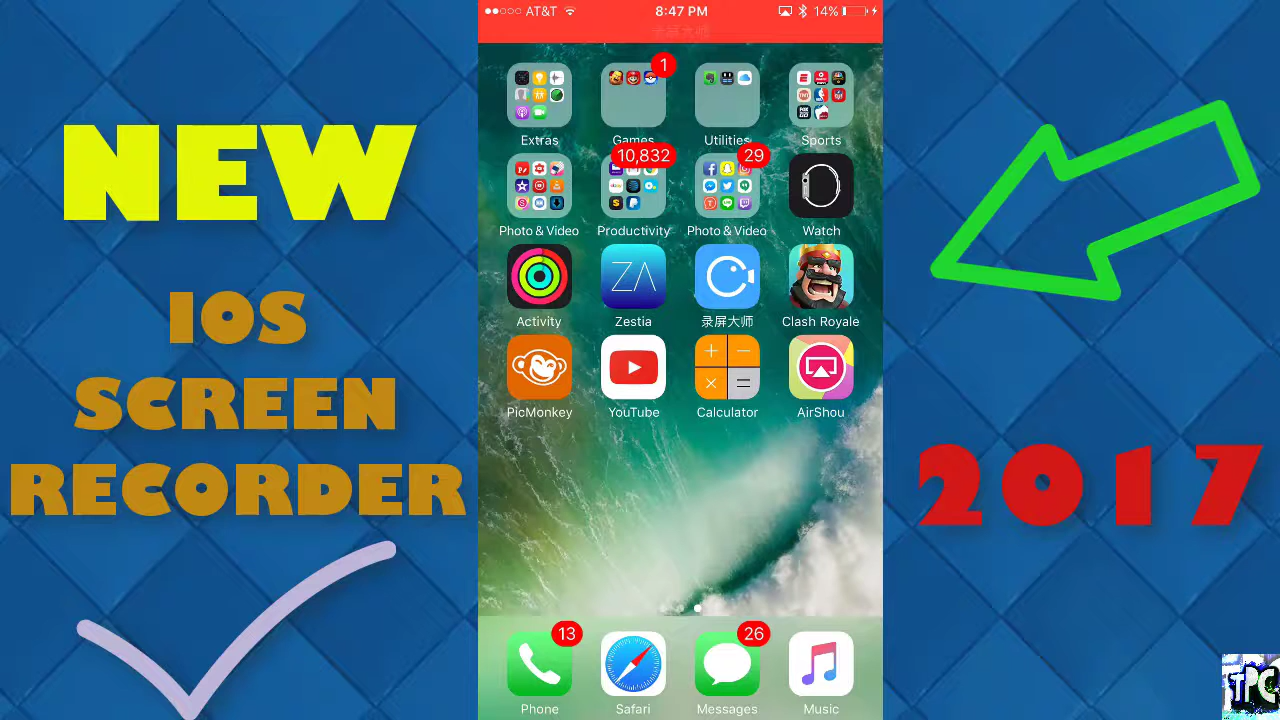 AT&T
8:47 PM
14%
NEW
IOS
SCREEN
RECORDER
2017
1
Extras
Games
Utilities
Sports
10,832
29
Photo & Video
Productivity
Photo & Video
Watch
ZA
Activity
Zestia
录屏大师
Clash Royale
PicMonkey
YouTube
Calculator
AirShou
13
26
Phone
Safari
Messages
Music
TPC